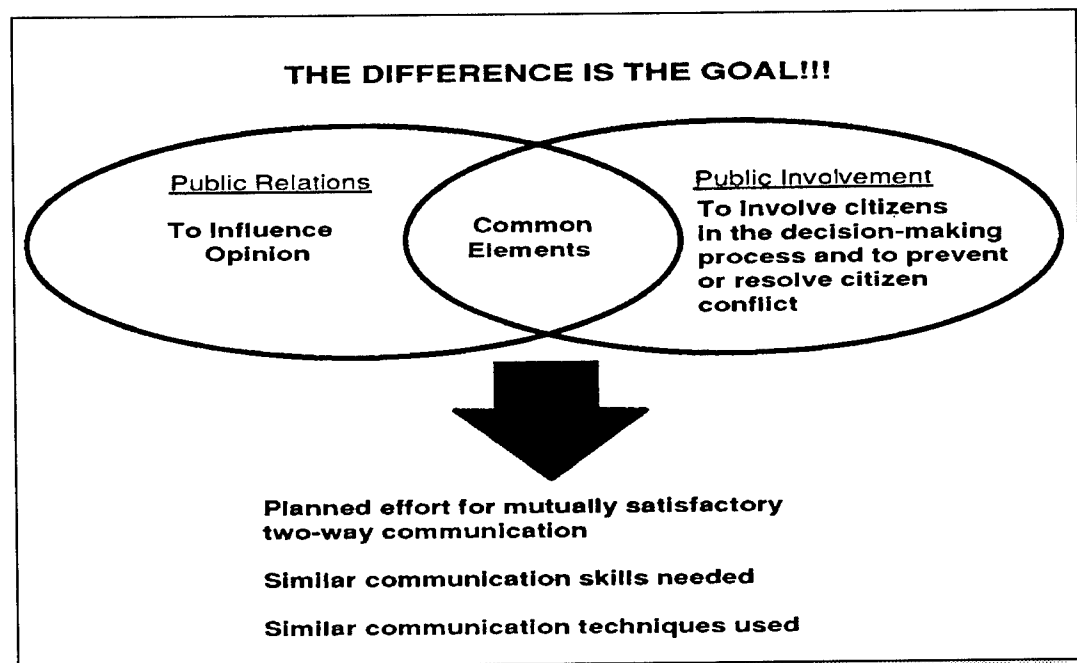 THE DIFFERENCE IS THE GOAL!!!
Public Relations
To Influence
Opinion
Common
Elements
Public Involvement
To Involve citizens
in the decision-making
process and to prevent
or resolve citizen
conflict
Planned effort for mutually satisfactory
two-way communication
Similar communication skills needed
Similar communication techniques used